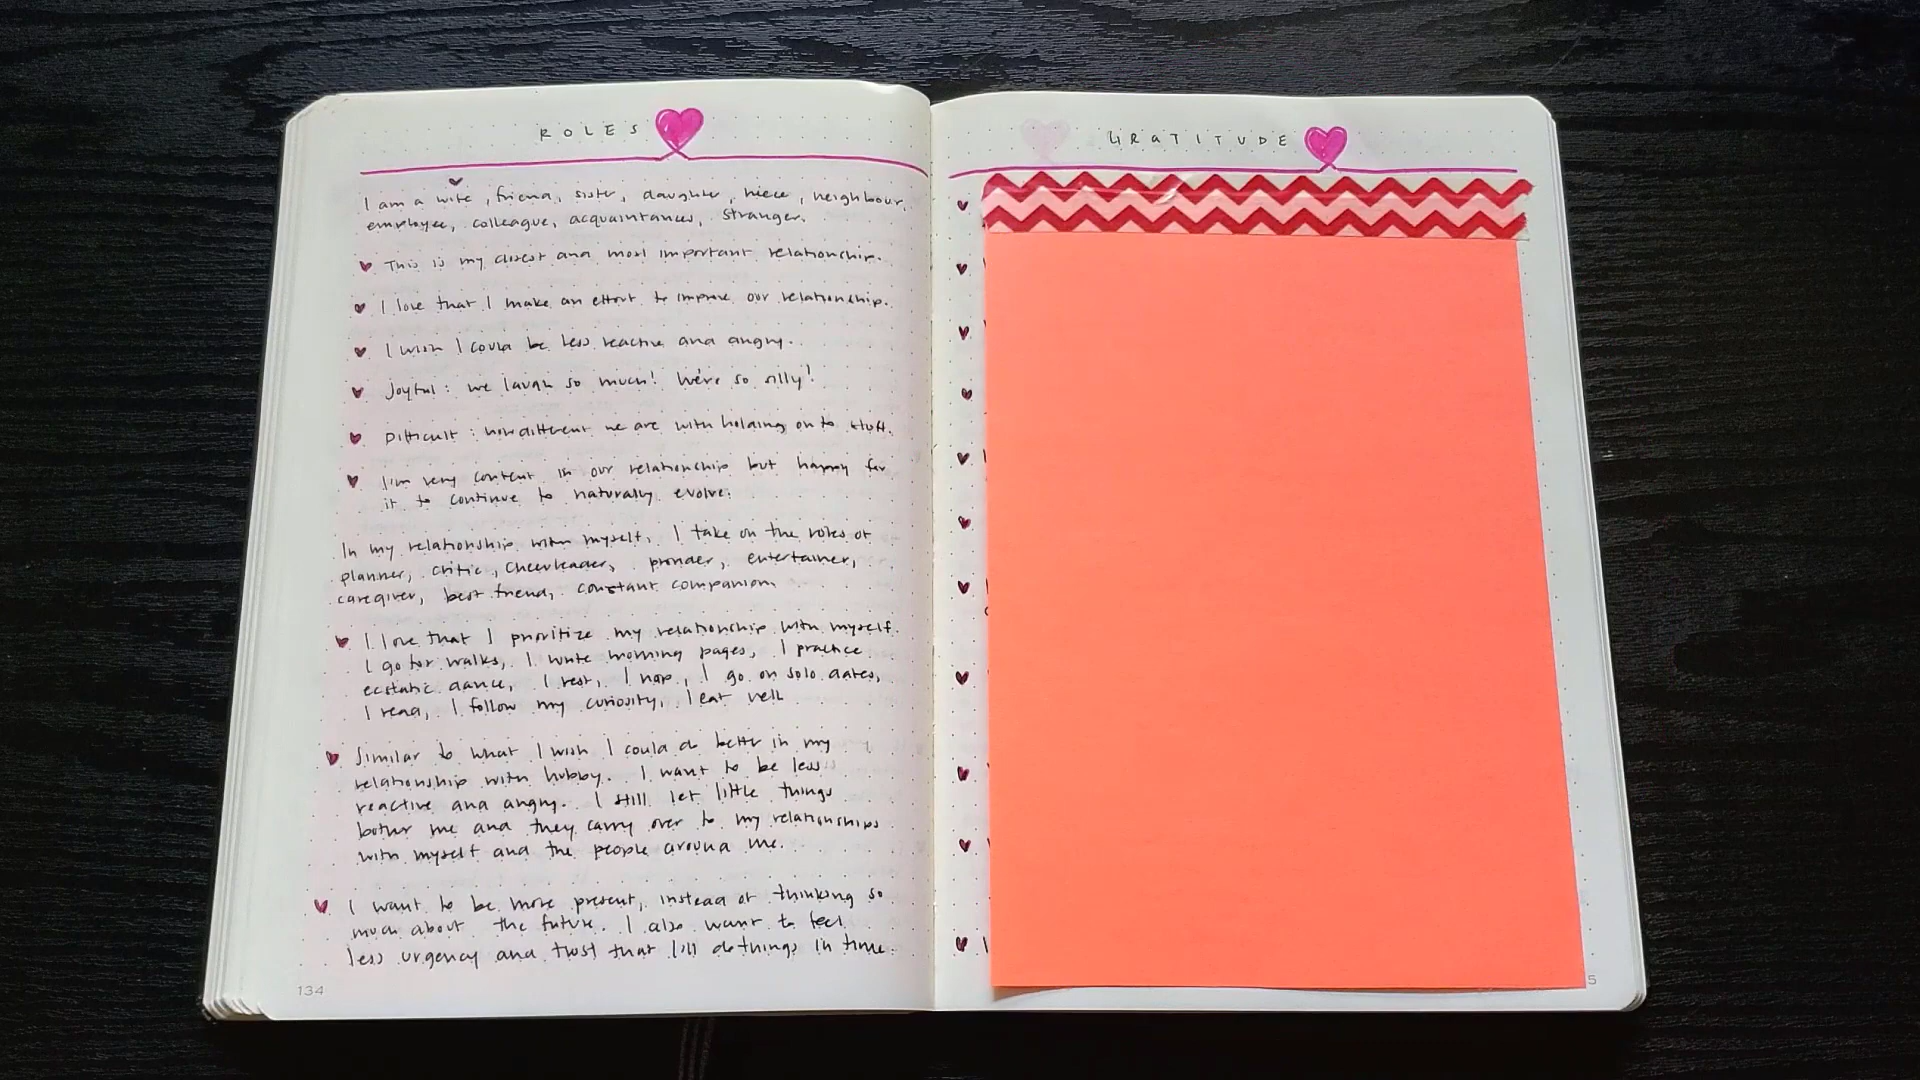 ROLES
I am a wife, friend, sister, daughter, niece, neighbour,
employee, colleague, acquaintances, stranger.
This is my closest and most important relationship.
I love that I make an effort to improve our relationship.
I wish I could be less reactive and angry.
Joyful: we laugh so much! We're so silly!
Difficult: how different we are with holding on to stuff.
I'm very content in our relationship but happy for
it to continue to naturally evolve.
In my relationship with myself, I take on the roles of
planner, critic, cheerleader, provider, entertainer,
caregiver, best friend, constant companion.
I love that I prioritize my relationship with myself.
I go for walks, I write morning pages, I practice
ecstatic dance, I rest, I nap, I go on solo dates,
I read, I follow my curiosity, I eat well
Similar to what I wish I could do better in my
relationship with hubby. I want to be less
reactive and angry. I still let little things
bother me and they carry over to my relationships
with myself and the people around me.
I want to be more present, instead of thinking so
much about the future. I also want to feel
less urgency and trust that I'll do things in time.
134
GRATITUDE
5